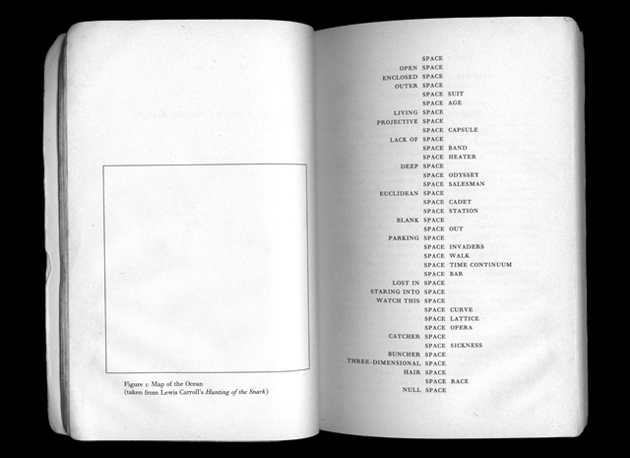 Figure 1: Map of the Ocean
(taken from Lewis Carroll's Hunting of the Snark)
SPACE
OPEN SPACE
ENCLOSED SPACE
OUTER SPACE
SPACE SUIT
SPACE AGE
LIVING SPACE
PROJECTIVE SPACE
SPACE CAPSULE
LACK OF SPACE
SPACE BAND
SPACE HEATER
DEEP SPACE
SPACE ODYSSEY
SPACE SALESMAN
EUCLIDEAN SPACE
SPACE CADET
SPACE STATION
BLANK SPACE
SPACE OUT
PARKING SPACE
SPACE INVADERS
SPACE WALK
SPACE TIME CONTINUUM
SPACE BAR
LOST IN SPACE
STARING INTO SPACE
WATCH THIS SPACE
SPACE CURVE
SPACE LATTICE
SPACE OPERA
CATCHER SPACE
SPACE SICKNESS
BUNCHER SPACE
THREE-DIMENSIONAL SPACE
HAIR SPACE
SPACE RACE
NULL SPACE